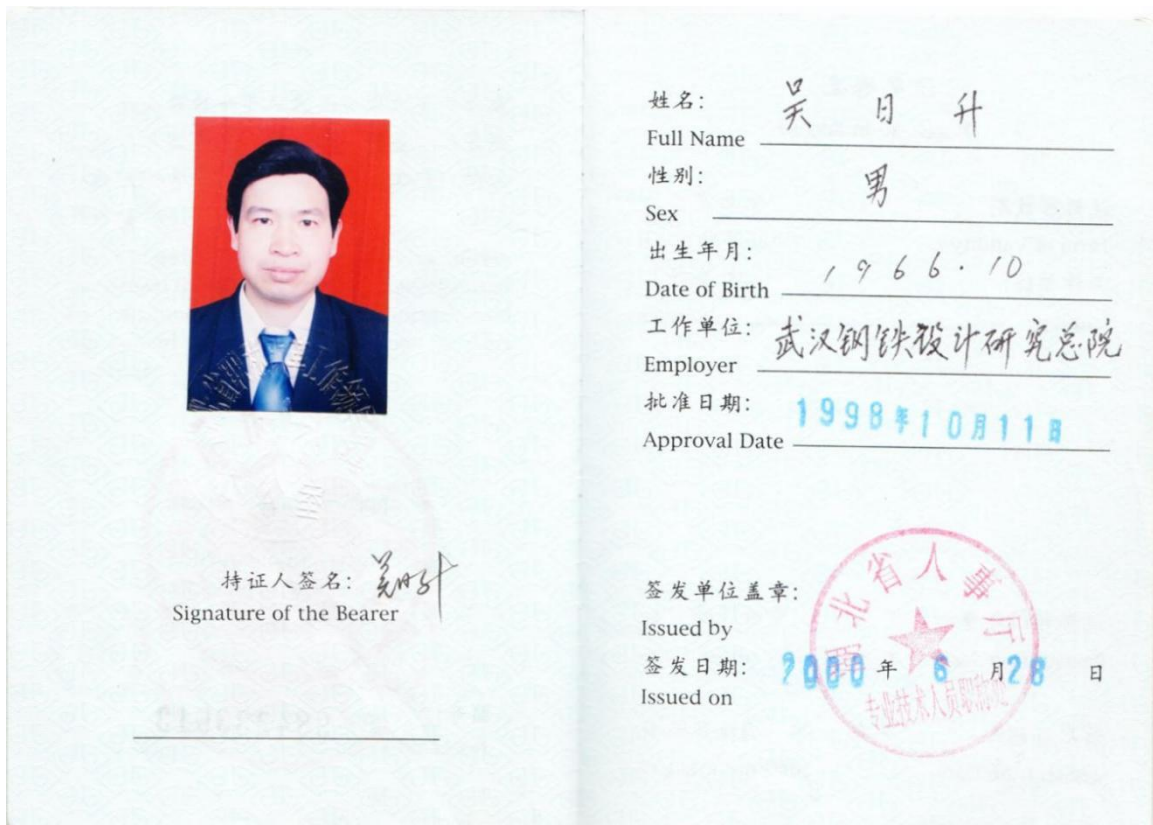 持证人签名：吴日升
Signature of the Bearer
姓名：吴日升
Full Name
性别：男
Sex
出生年月：1966.10
Date of Birth
工作单位：武汉钢铁设计研究总院
Employer
批准日期：1998年10月11日
Approval Date
湖北省人事厅
专业技术人员职称处
签发单位盖章：
Issued by
签发日期：2000年6月28日
Issued on